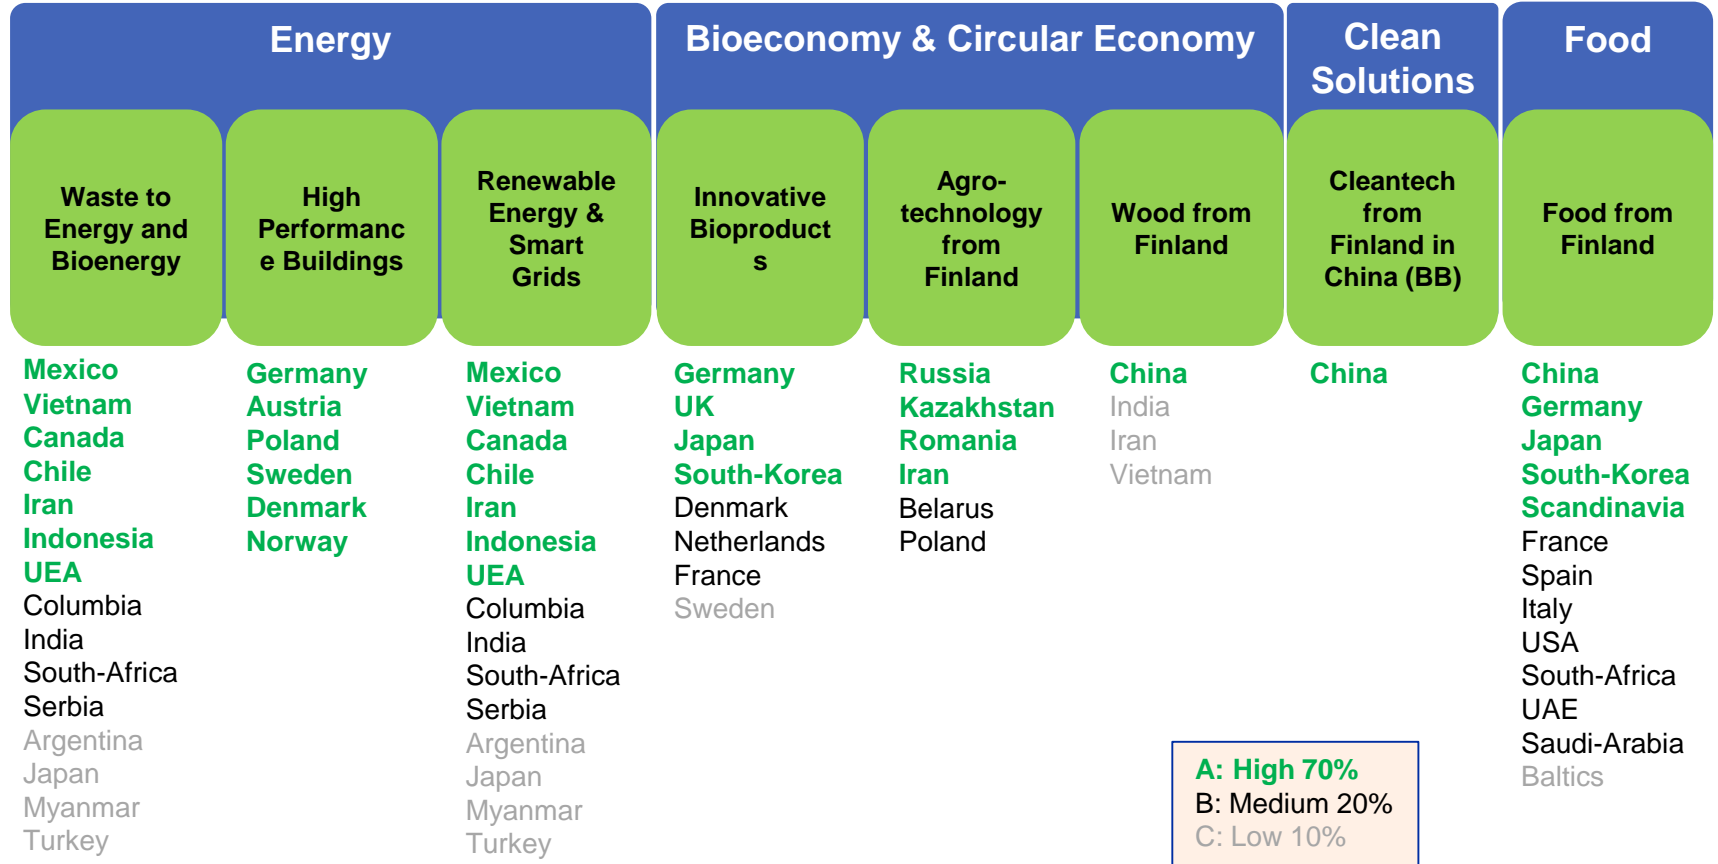 Energy
Bioeconomy & Circular Economy
Clean
Solutions
Food
Waste to
Energy and
Bioenergy
High
Performanc
e Buildings
Renewable
Energy &
Smart
Grids
Innovative
Bioproduct
s
Agro-
technology
from
Finland
Wood from
Finland
Cleantech
from
Finland in
China (BB)
Food from
Finland
Mexico
Vietnam
Canada
Chile
Iran
Indonesia
UEA
Columbia
India
South-Africa
Serbia
Argentina
Japan
Myanmar
Turkey
Germany
Austria
Poland
Sweden
Denmark
Norway
Mexico
Vietnam
Canada
Chile
Iran
Indonesia
UEA
Columbia
India
South-Africa
Serbia
Argentina
Japan
Myanmar
Turkey
Germany
UK
Japan
South-Korea
Denmark
Netherlands
France
Sweden
Russia
Kazakhstan
Romania
Iran
Belarus
Poland
China
India
Iran
Vietnam
China
China
Germany
Japan
South-Korea
Scandinavia
France
Spain
Italy
USA
South-Africa
UAE
Saudi-Arabia
Baltics
A: High 70%
B: Medium 20%
C: Low 10%